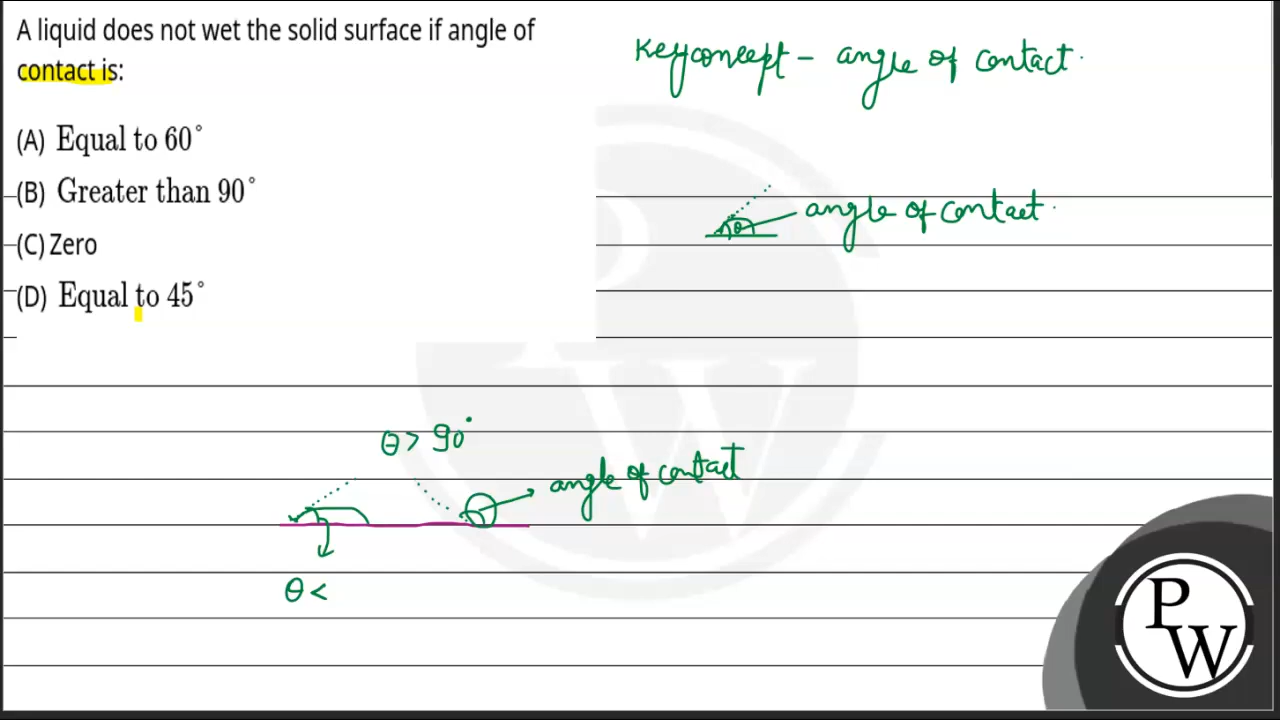 A liquid does not wet the solid surface if angle of
contact is:
(A) Equal to 60°
(B) Greater than 90°
(C) Zero
(D) Equal to 45°
Keyconcept - angle of contact.
θ angle of contact.
θ > 90°
angle of contact
θ <
P
W
PW